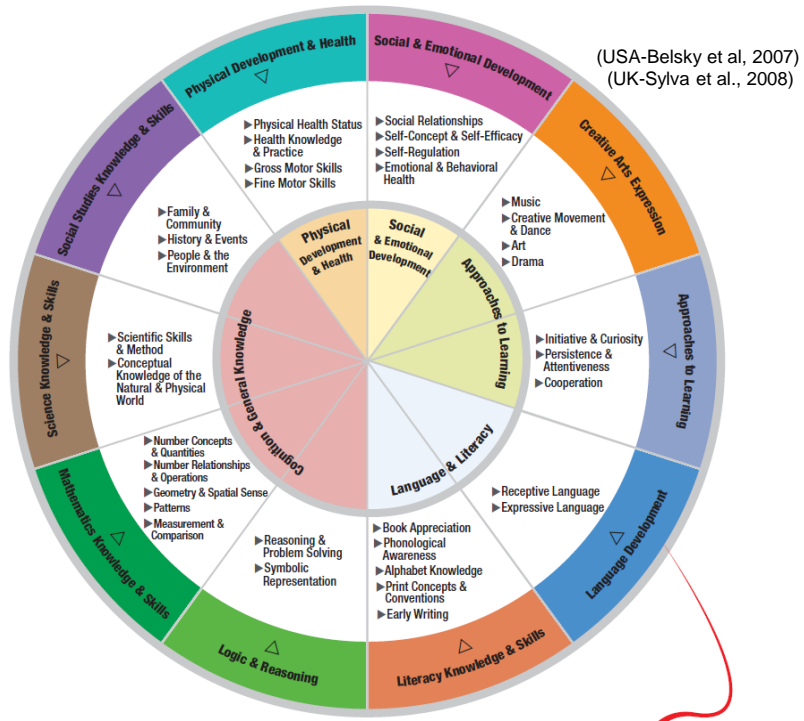 (USA-Belsky et al, 2007)
(UK-Sylva et al., 2008)
Physical Development & Health
▶Physical Health Status
▶Health Knowledge
& Practice
▶Gross Motor Skills
▶Fine Motor Skills
Social & Emotional Development
▶Social Relationships
▶Self-Concept & Self-Efficacy
▶Self-Regulation
▶Emotional & Behavioral
Health
Creative Arts Expression
▶Music
▶Creative Movement
& Dance
▶Art
▶Drama
Approaches to Learning
▶Initiative & Curiosity
▶Persistence &
Attentiveness
▶Cooperation
Language Development
▶Receptive Language
▶Expressive Language
Literacy Knowledge & Skills
▶Book Appreciation
▶Phonological
Awareness
▶Alphabet Knowledge
▶Print Concepts &
Conventions
▶Early Writing
Logic & Reasoning
▶Reasoning &
Problem Solving
▶Symbolic
Representation
Mathematics Knowledge & Skills
▶Number Concepts
& Quantities
▶Number Relationships
& Operations
▶Geometry & Spatial Sense
▶Patterns
▶Measurement &
Comparison
Science Knowledge & Skills
▶Scientific Skills
& Method
▶Conceptual
Knowledge of the
Natural & Physical
World
Social Studies Knowledge & Skills
▶Family &
Community
▶History & Events
▶People & the
Environment
Physical
Development
& Health
Social
& Emotional
Development
Approaches to Learning
Language & Literacy
Cognition & General Knowledge